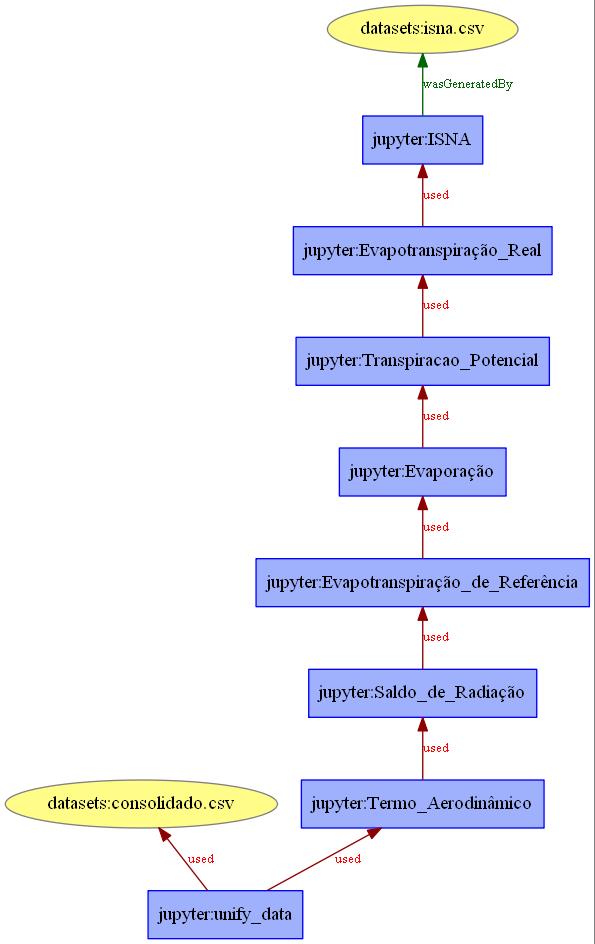 datasets:isna.csv
wasGeneratedBy
jupyter:ISNA
used
jupyter:Evapotranspiração_Real
used
jupyter:Transpiracao_Potencial
used
jupyter:Evaporação
used
jupyter:Evapotranspiração_de_Referência
used
jupyter:Saldo_de_Radiação
used
datasets:consolidado.csv
jupyter:Termo_Aerodinâmico
used
used
jupyter:unify_data